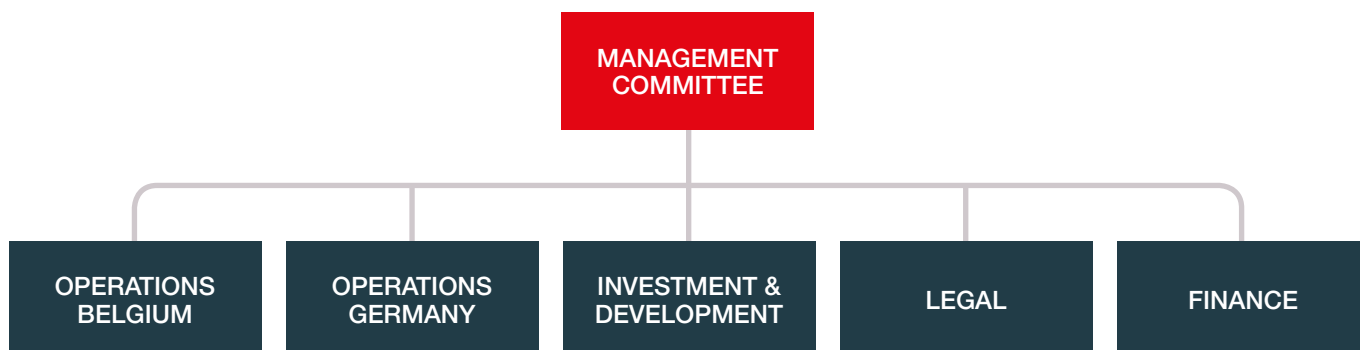 MANAGEMENT
COMMITTEE
OPERATIONS
BELGIUM
OPERATIONS
GERMANY
INVESTMENT &
DEVELOPMENT
LEGAL
FINANCE